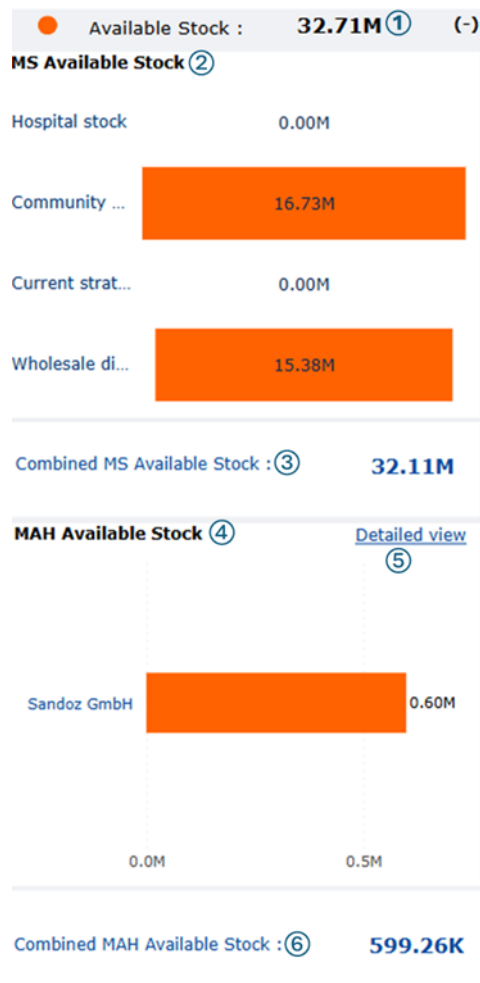 Available Stock : 32.71M ① (-)
MS Available Stock ②
Hospital stock 0.00M
Community ... 16.73M
Current strat... 0.00M
Wholesale di... 15.38M
Combined MS Available Stock : ③ 32.11M
MAH Available Stock ④ Detailed view
⑤
Sandoz GmbH 0.60M
0.0M 0.5M
Combined MAH Available Stock : ⑥ 599.26K